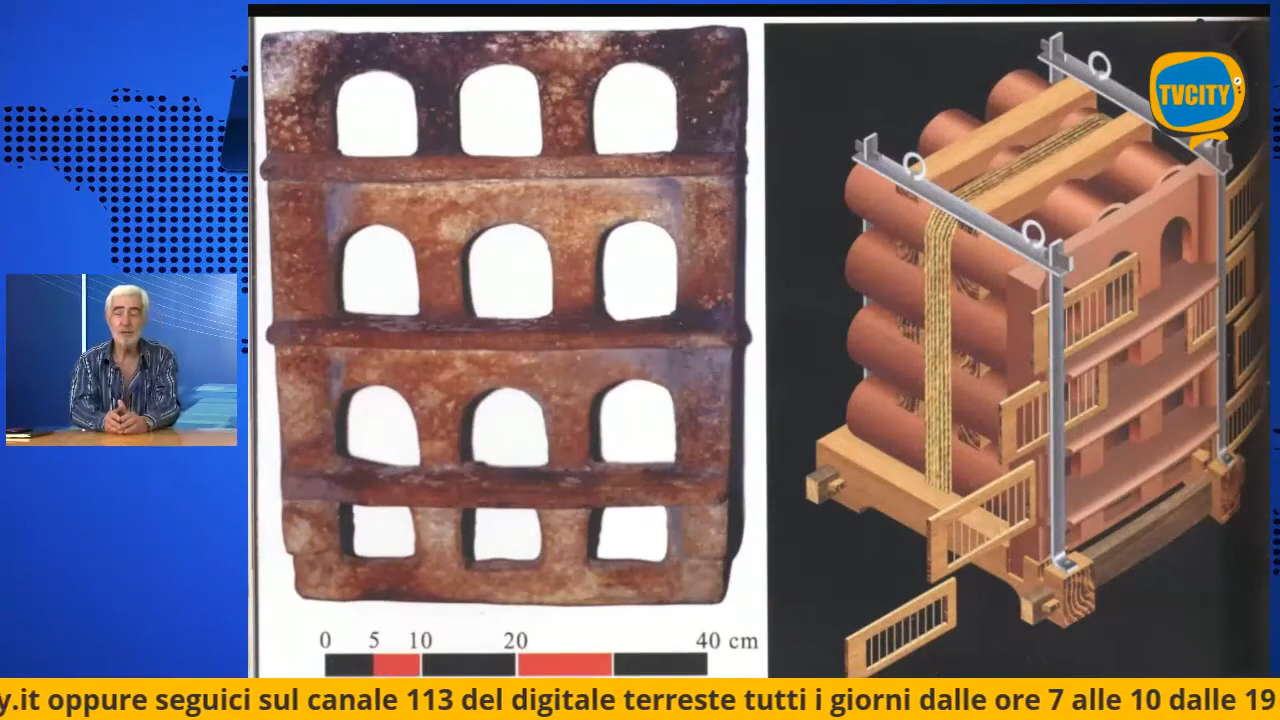 TVCITY
0 5 10 20 40 cm
y.it oppure seguici sul canale 113 del digitale terreste tutti i giorni dalle ore 7 alle 10 dalle 19